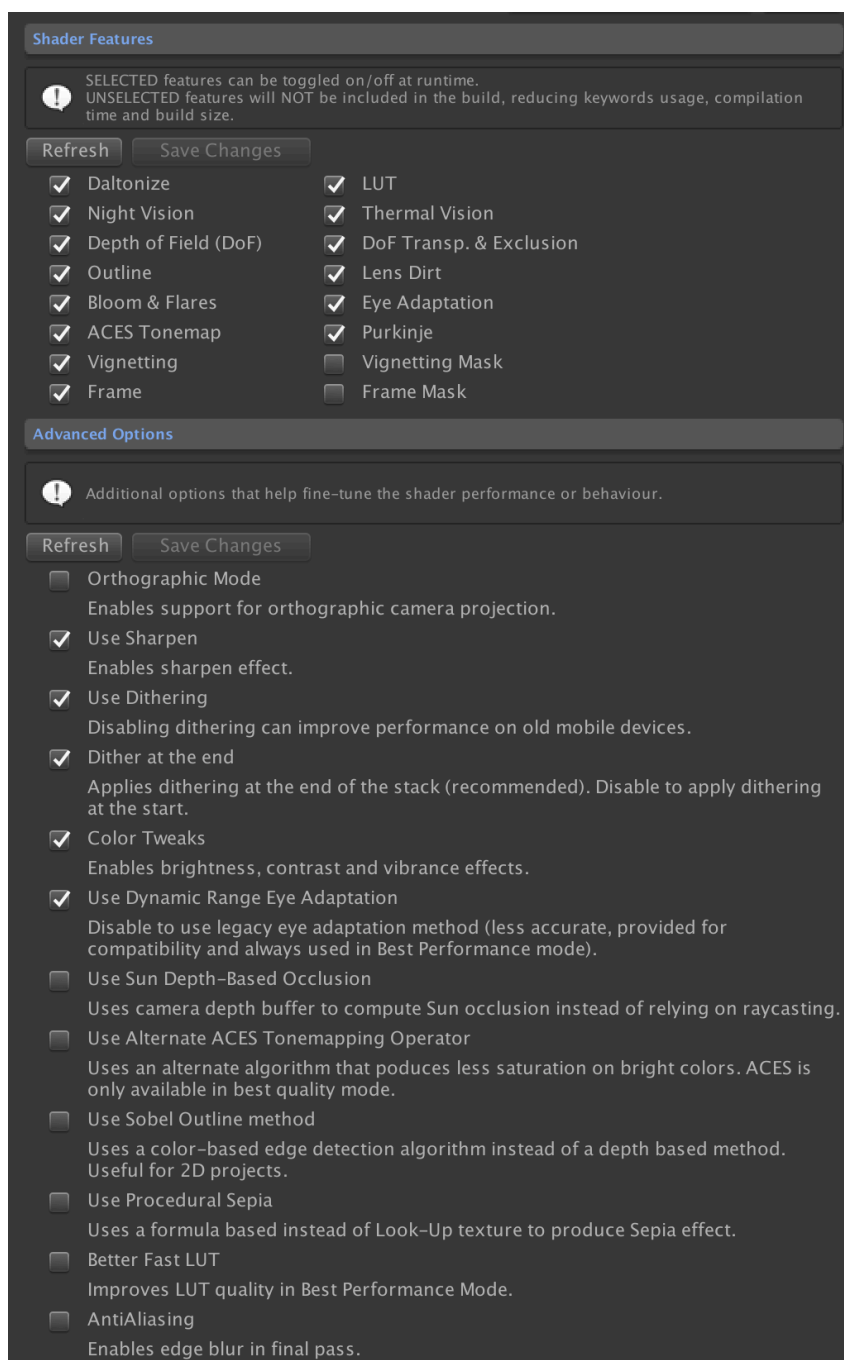 Shader Features
SELECTED features can be toggled on/off at runtime.
UNSELECTED features will NOT be included in the build, reducing keywords usage, compilation
time and build size.
Refresh Save Changes
Daltonize LUT
Night Vision Thermal Vision
Depth of Field (DoF) DoF Transp. & Exclusion
Outline Lens Dirt
Bloom & Flares Eye Adaptation
ACES Tonemap Purkinje
Vignetting Vignetting Mask
Frame Frame Mask
Advanced Options
Additional options that help fine-tune the shader performance or behaviour.
Refresh Save Changes
Orthographic Mode
Enables support for orthographic camera projection.
Use Sharpen
Enables sharpen effect.
Use Dithering
Disabling dithering can improve performance on old mobile devices.
Dither at the end
Applies dithering at the end of the stack (recommended). Disable to apply dithering
at the start.
Color Tweaks
Enables brightness, contrast and vibrance effects.
Use Dynamic Range Eye Adaptation
Disable to use legacy eye adaptation method (less accurate, provided for
compatibility and always used in Best Performance mode).
Use Sun Depth-Based Occlusion
Uses camera depth buffer to compute Sun occlusion instead of relying on raycasting.
Use Alternate ACES Tonemapping Operator
Uses an alternate algorithm that poduces less saturation on bright colors. ACES is
only available in best quality mode.
Use Sobel Outline method
Uses a color-based edge detection algorithm instead of a depth based method.
Useful for 2D projects.
Use Procedural Sepia
Uses a formula based instead of Look-Up texture to produce Sepia effect.
Better Fast LUT
Improves LUT quality in Best Performance Mode.
AntiAliasing
Enables edge blur in final pass.